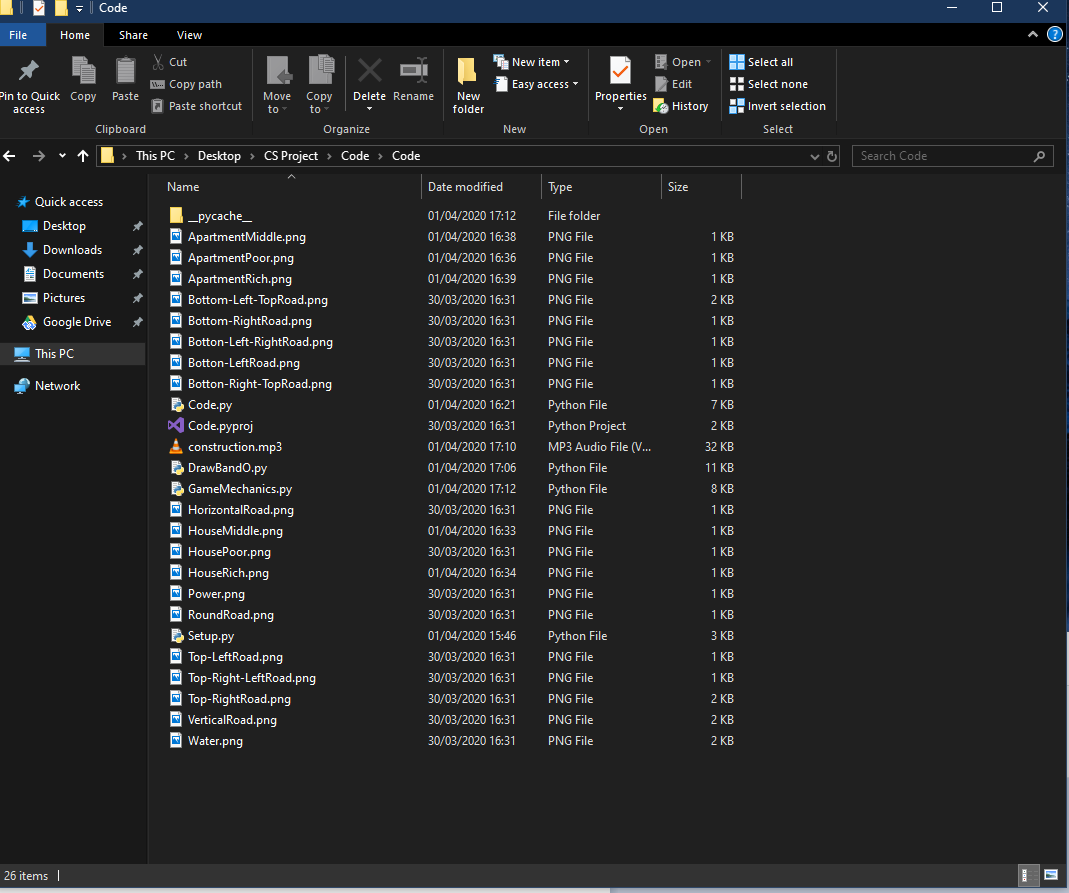 Code
File Home Share View
Pin to Quick access
Copy
Paste
Cut
Copy path
Paste shortcut
Clipboard
Move to
Copy to
Delete
Rename
Organize
New folder
New item
Easy access
New
Properties
Open
Edit
History
Open
Select all
Select none
Invert selection
Select
This PC > Desktop > CS Project > Code > Code
Search Code
Quick access
Desktop
Downloads
Documents
Pictures
Google Drive
This PC
Network
Name Date modified Type Size
__pycache__ 01/04/2020 17:12 File folder
ApartmentMiddle.png 01/04/2020 16:38 PNG File 1 KB
ApartmentPoor.png 01/04/2020 16:36 PNG File 1 KB
ApartmentRich.png 01/04/2020 16:39 PNG File 1 KB
Bottom-Left-TopRoad.png 30/03/2020 16:31 PNG File 2 KB
Bottom-RightRoad.png 30/03/2020 16:31 PNG File 1 KB
Botton-Left-RightRoad.png 30/03/2020 16:31 PNG File 1 KB
Botton-LeftRoad.png 30/03/2020 16:31 PNG File 1 KB
Botton-Right-TopRoad.png 30/03/2020 16:31 PNG File 1 KB
Code.py 01/04/2020 16:21 Python File 7 KB
Code.pyproj 30/03/2020 16:31 Python Project 2 KB
construction.mp3 01/04/2020 17:10 MP3 Audio File (V... 32 KB
DrawBandO.py 01/04/2020 17:06 Python File 11 KB
GameMechanics.py 01/04/2020 17:12 Python File 8 KB
HorizontalRoad.png 30/03/2020 16:31 PNG File 1 KB
HouseMiddle.png 01/04/2020 16:33 PNG File 1 KB
HousePoor.png 30/03/2020 16:31 PNG File 1 KB
HouseRich.png 01/04/2020 16:34 PNG File 1 KB
Power.png 30/03/2020 16:31 PNG File 1 KB
RoundRoad.png 30/03/2020 16:31 PNG File 1 KB
Setup.py 01/04/2020 15:46 Python File 3 KB
Top-LeftRoad.png 30/03/2020 16:31 PNG File 1 KB
Top-Right-LeftRoad.png 30/03/2020 16:31 PNG File 1 KB
Top-RightRoad.png 30/03/2020 16:31 PNG File 2 KB
VerticalRoad.png 30/03/2020 16:31 PNG File 2 KB
Water.png 30/03/2020 16:31 PNG File 2 KB
26 items